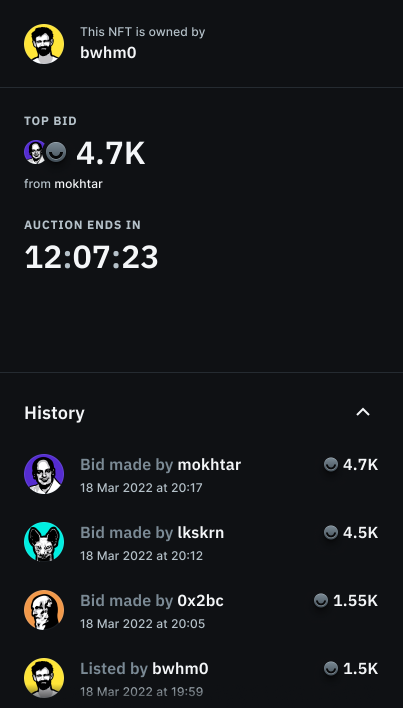 This NFT is owned by
bwhm0
TOP BID
4.7K
from mokhtar
AUCTION ENDS IN
12:07:23
History
Bid made by mokhtar 4.7K
18 Mar 2022 at 20:17
Bid made by lkskrn 4.5K
18 Mar 2022 at 20:12
Bid made by 0x2bc 1.55K
18 Mar 2022 at 20:05
Listed by bwhm0 1.5K
18 Mar 2022 at 19:59